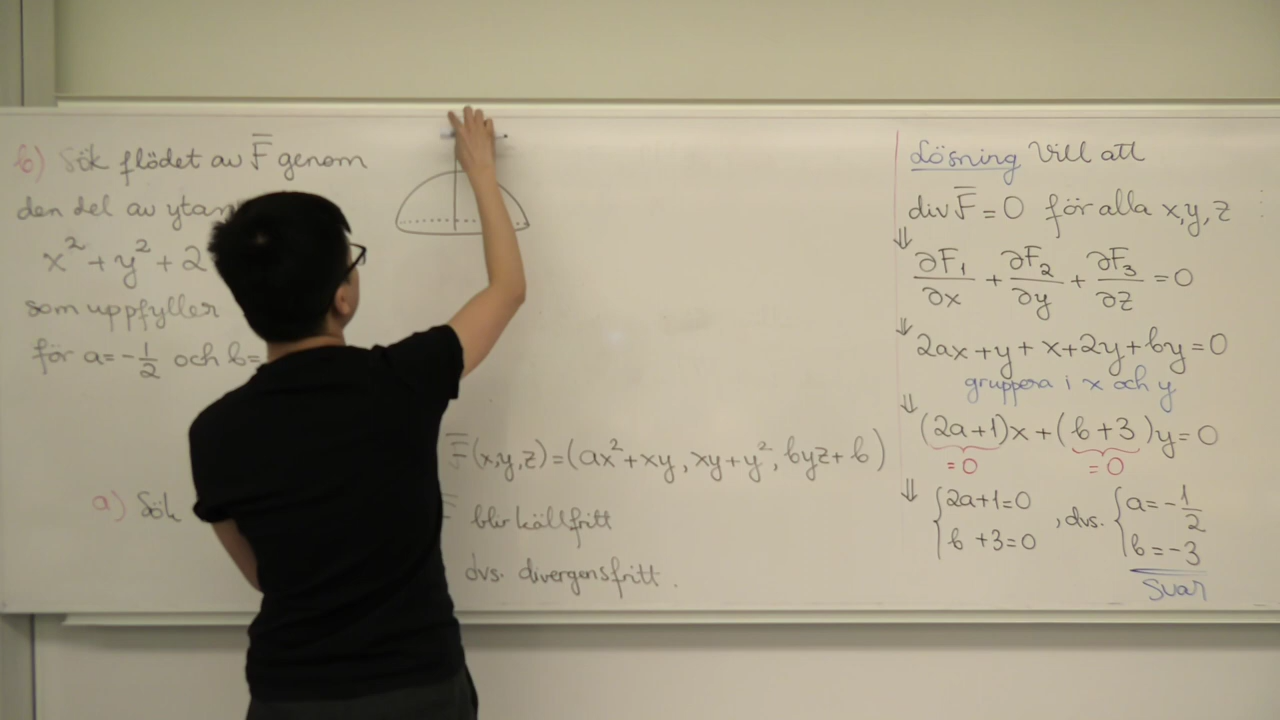 b) Sök flödet av F̅ genom
den del av ytan
x² + y² + 2
som uppfyller
för a = -1/2 och b=
F̅(x,y,z)=(ax²+xy, xy+y², byz+b)
a) Sök
F̅ blir källfritt
dvs. divergensfritt.
Lösning Vill att
div F̅ = 0 för alla x,y,z
⇓ ∂F₁/∂x + ∂F₂/∂y + ∂F₃/∂z = 0
⇓ 2ax+y+x+2y+by=0
gruppera i x och y
⇓ (2a+1)x+(b+3)y=0
=0 =0
⇓ { 2a+1=0 , dvs. { a=-1/2
b+3=0 b=-3
Svar